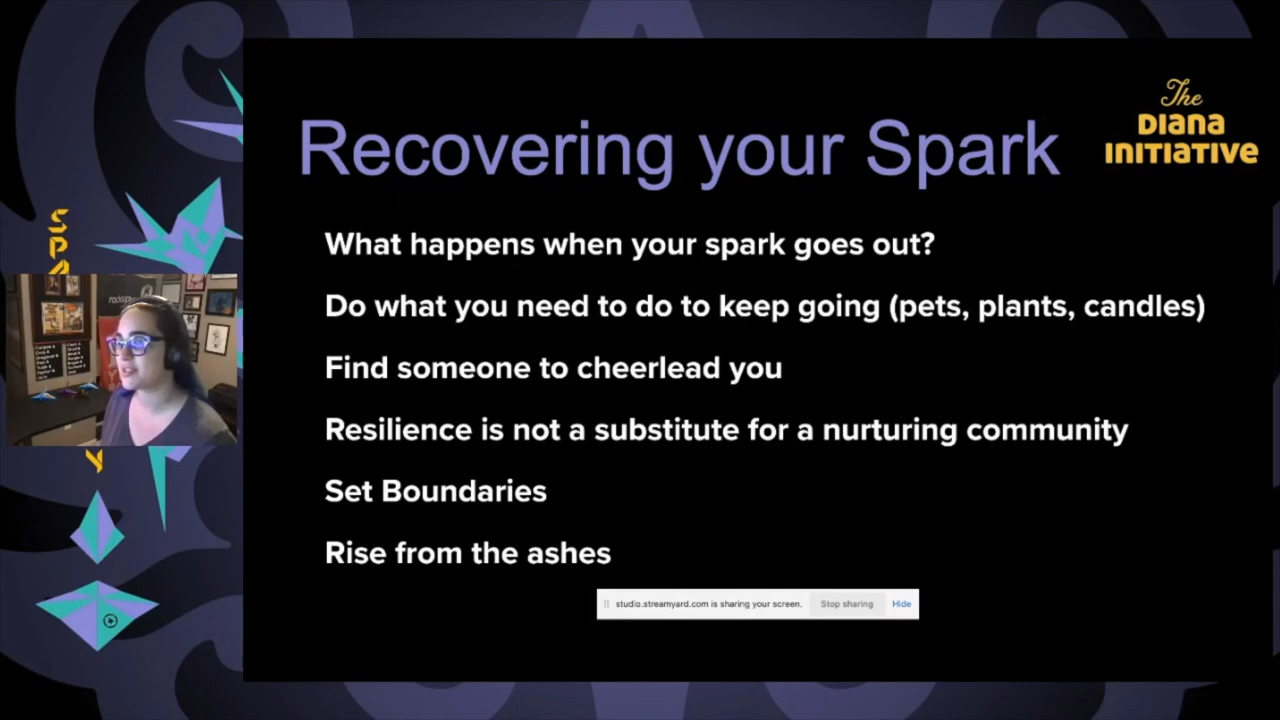 The
DIANA
INITIATIVE
Recovering your Spark
What happens when your spark goes out?
Do what you need to do to keep going (pets, plants, candles)
Find someone to cheerlead you
Resilience is not a substitute for a nurturing community
Set Boundaries
Rise from the ashes
studio.streamyard.com is sharing your screen.
Stop sharing
Hide